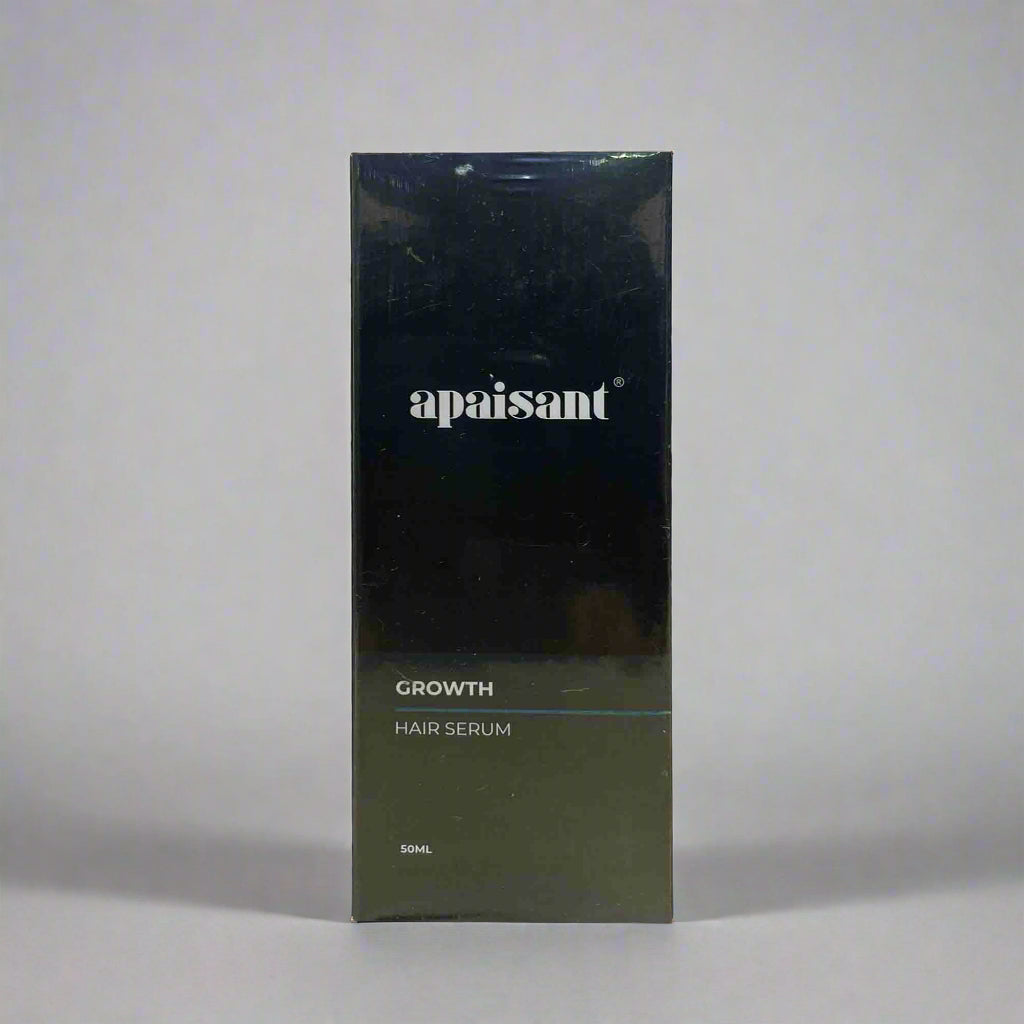 apaisant®
GROWTH
HAIR SERUM
50ML